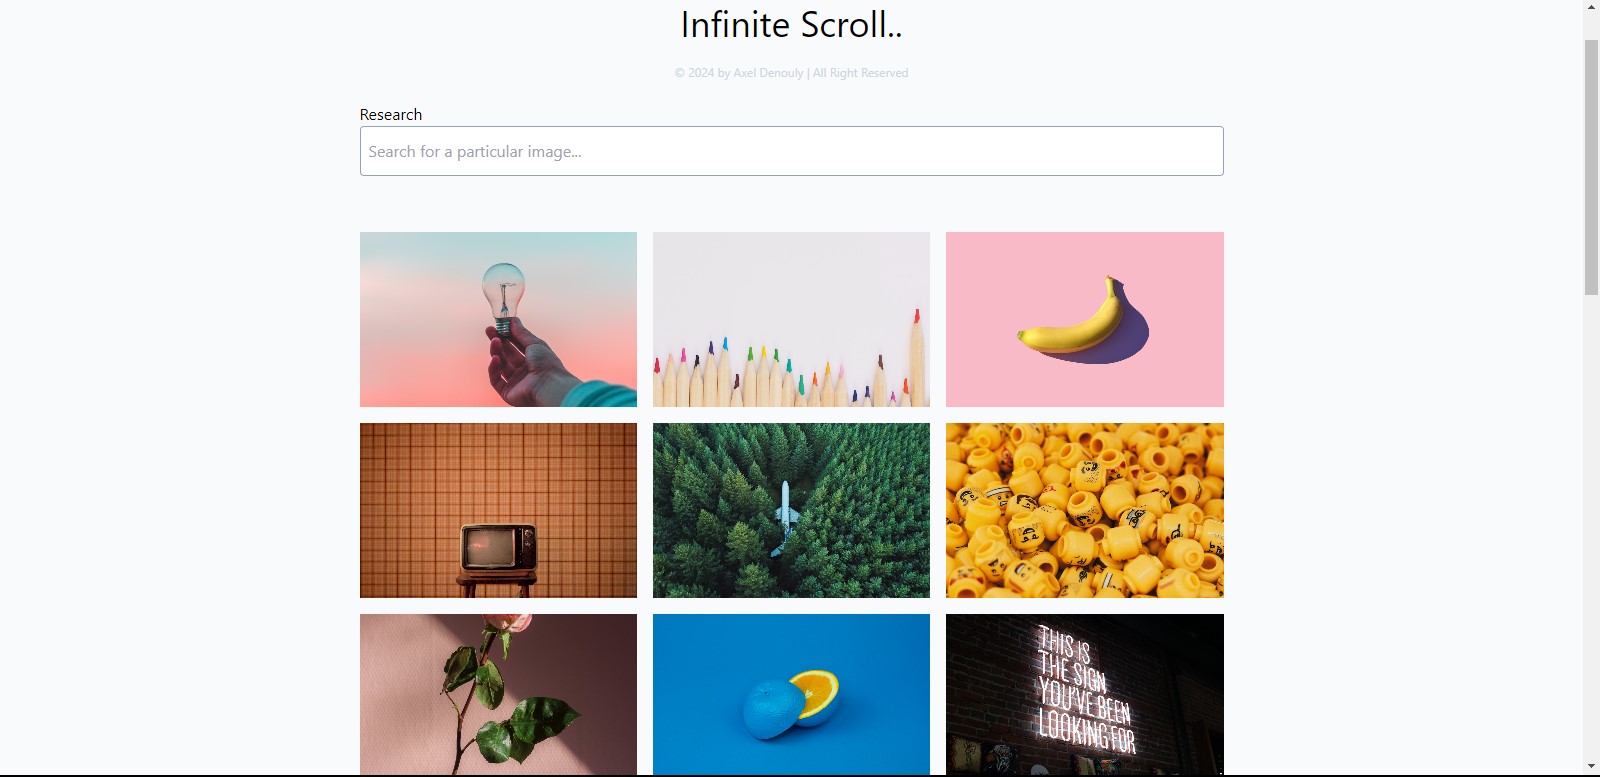 Infinite Scroll..
© 2024 by Axel Denouly | All Right Reserved
Research
Search for a particular image...
THIS IS
THE SIGN
YOU'VE BEEN
LOOKING FOR